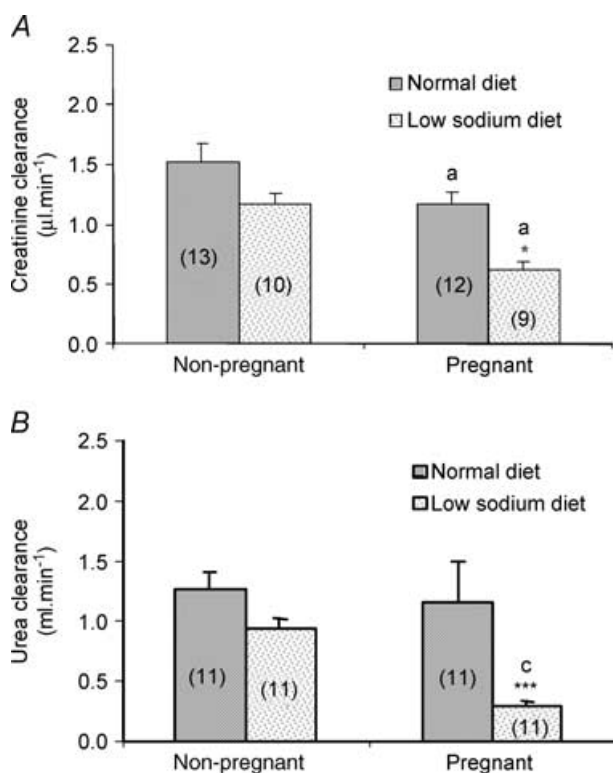 A
2.5
2.0
1.5
1.0
0.5
0.0
Creatinine clearance
(µl.min⁻¹)
Normal diet
Low sodium diet
a
a
*
(13)
(10)
(12)
(9)
Non-pregnant
Pregnant
B
2.5
2.0
1.5
1.0
0.5
0.0
Urea clearance
(ml.min⁻¹)
Normal diet
Low sodium diet
c
***
(11)
(11)
(11)
(11)
Non-pregnant
Pregnant